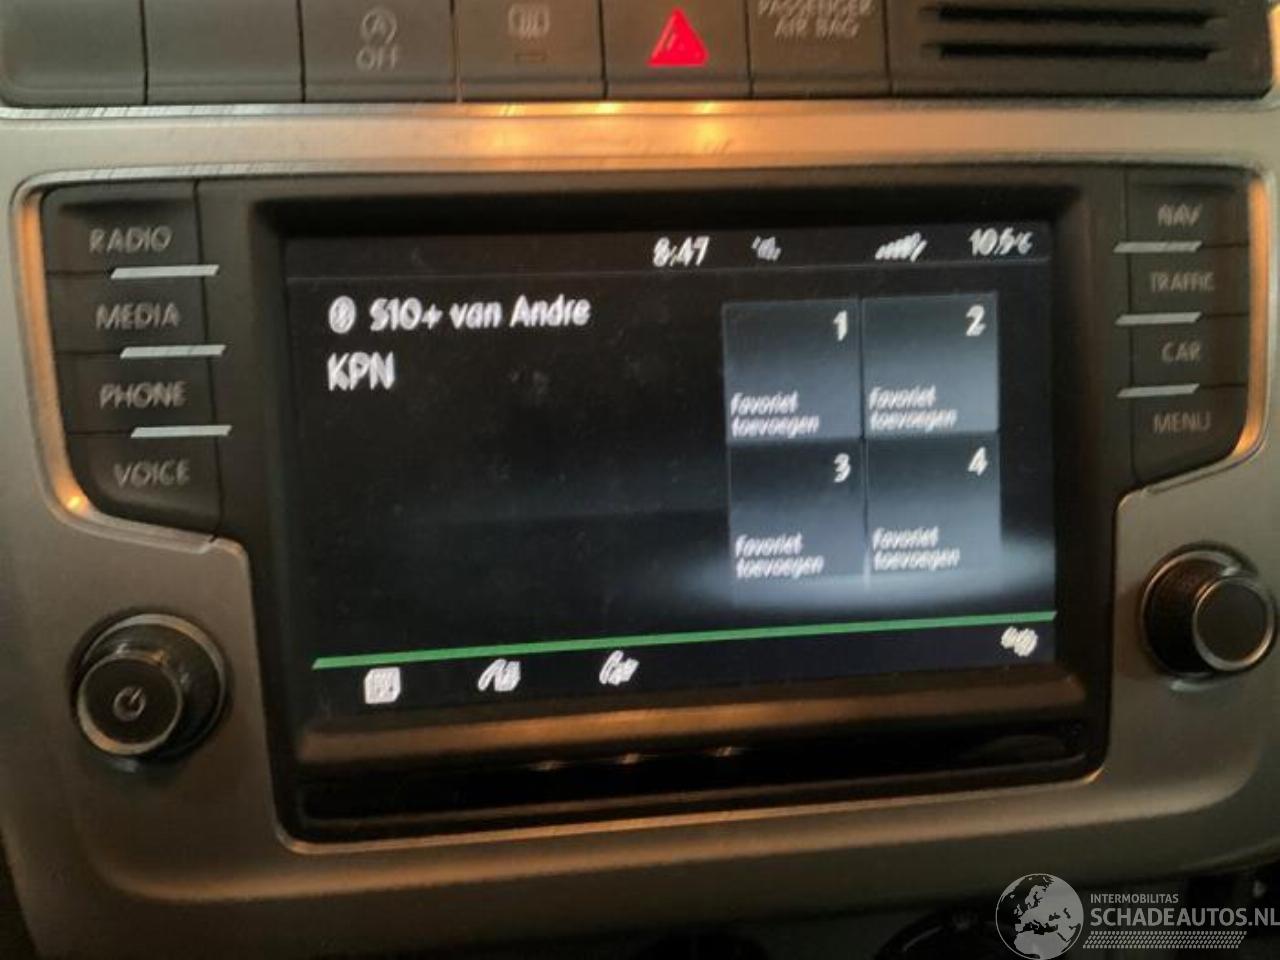 OFF
PASSENGER
AIR BAG
RADIO
MEDIA
PHONE
VOICE
8:47
10.5°C
S10+ van Andre
KPN
1
Favoriet
toevoegen
2
Favoriet
toevoegen
3
Favoriet
toevoegen
4
Favoriet
toevoegen
NAV
TRAFFIC
CAR
MENU
INTERMOBILITAS
SCHADEAUTOS.NL